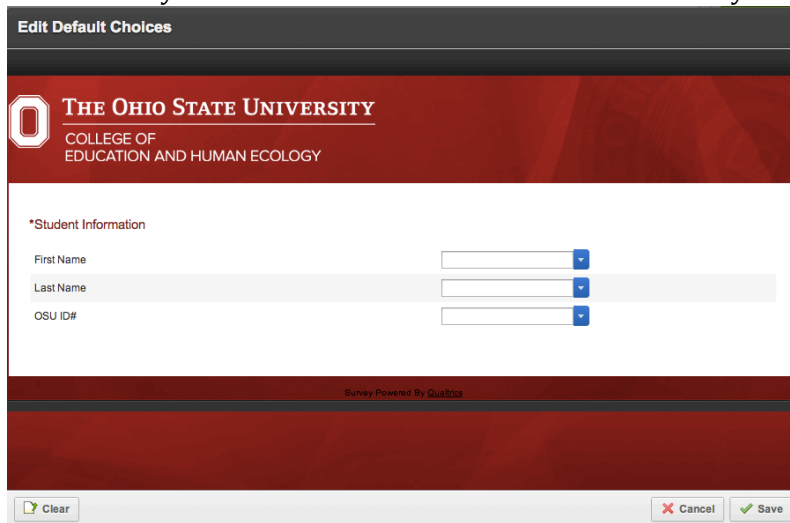 Edit Default Choices
THE OHIO STATE UNIVERSITY
COLLEGE OF
EDUCATION AND HUMAN ECOLOGY
*Student Information
First Name
Last Name
OSU ID#
Survey Powered By Qualtrics
Clear
Cancel
Save